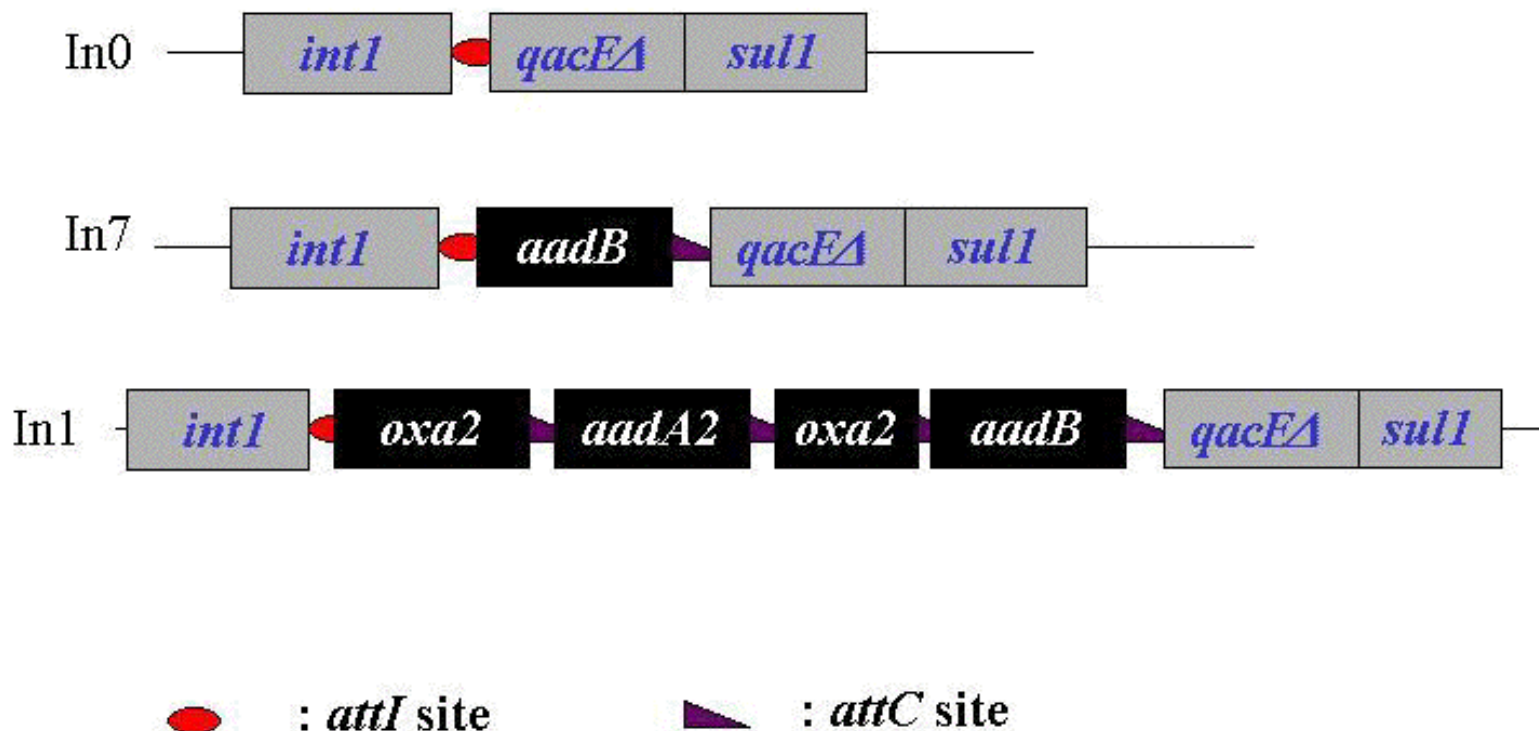 In0 int1 qacEΔ sul1
In7 int1 aadB qacEΔ sul1
In1 int1 oxa2 aadA2 oxa2 aadB qacEΔ sul1
: attI site : attC site